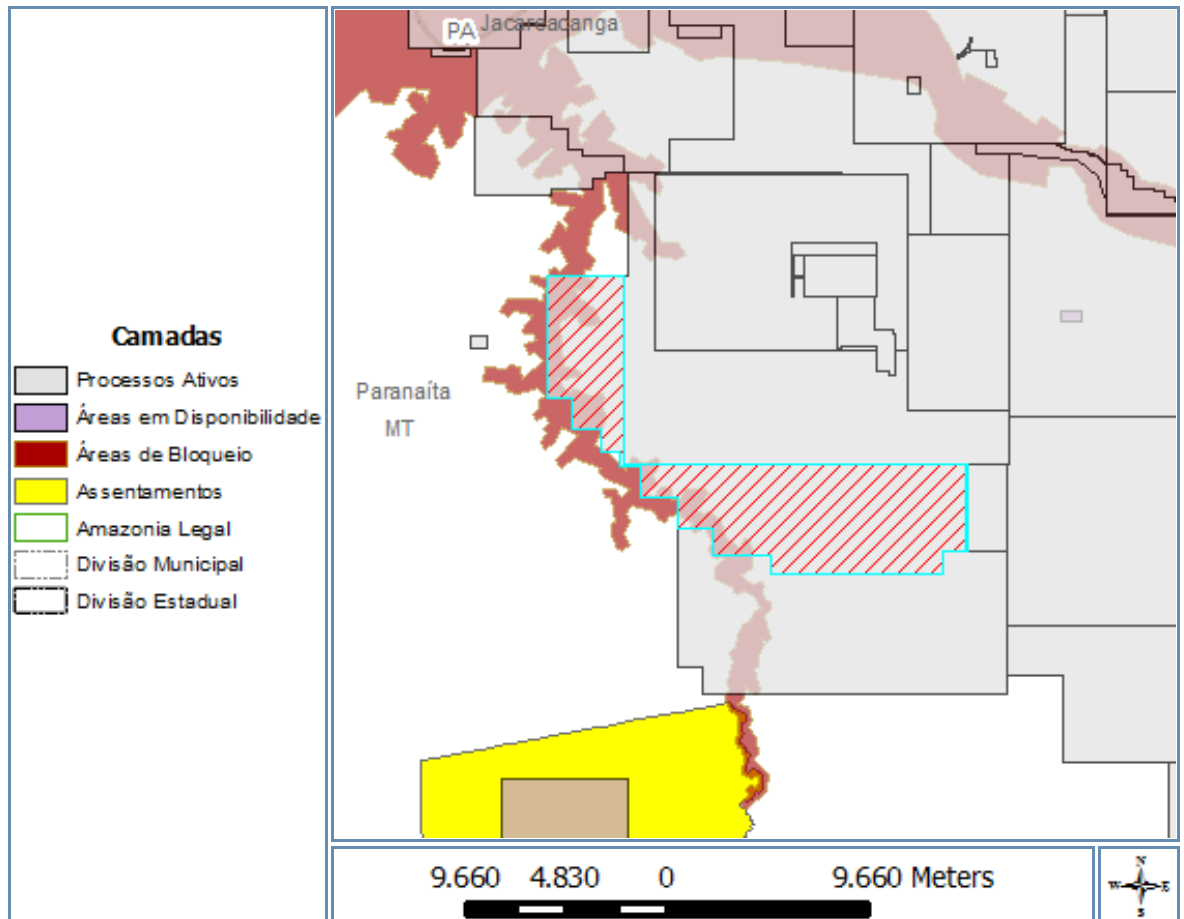 Camadas
Processos Ativos
Áreas em Disponibilidade
Áreas de Bloqueio
Assentamentos
Amazonia Legal
Divisão Municipal
Divisão Estadual
PA Jacareacanga
Paranaíta
MT
9.660 4.830 0 9.660 Meters
N
W E
S